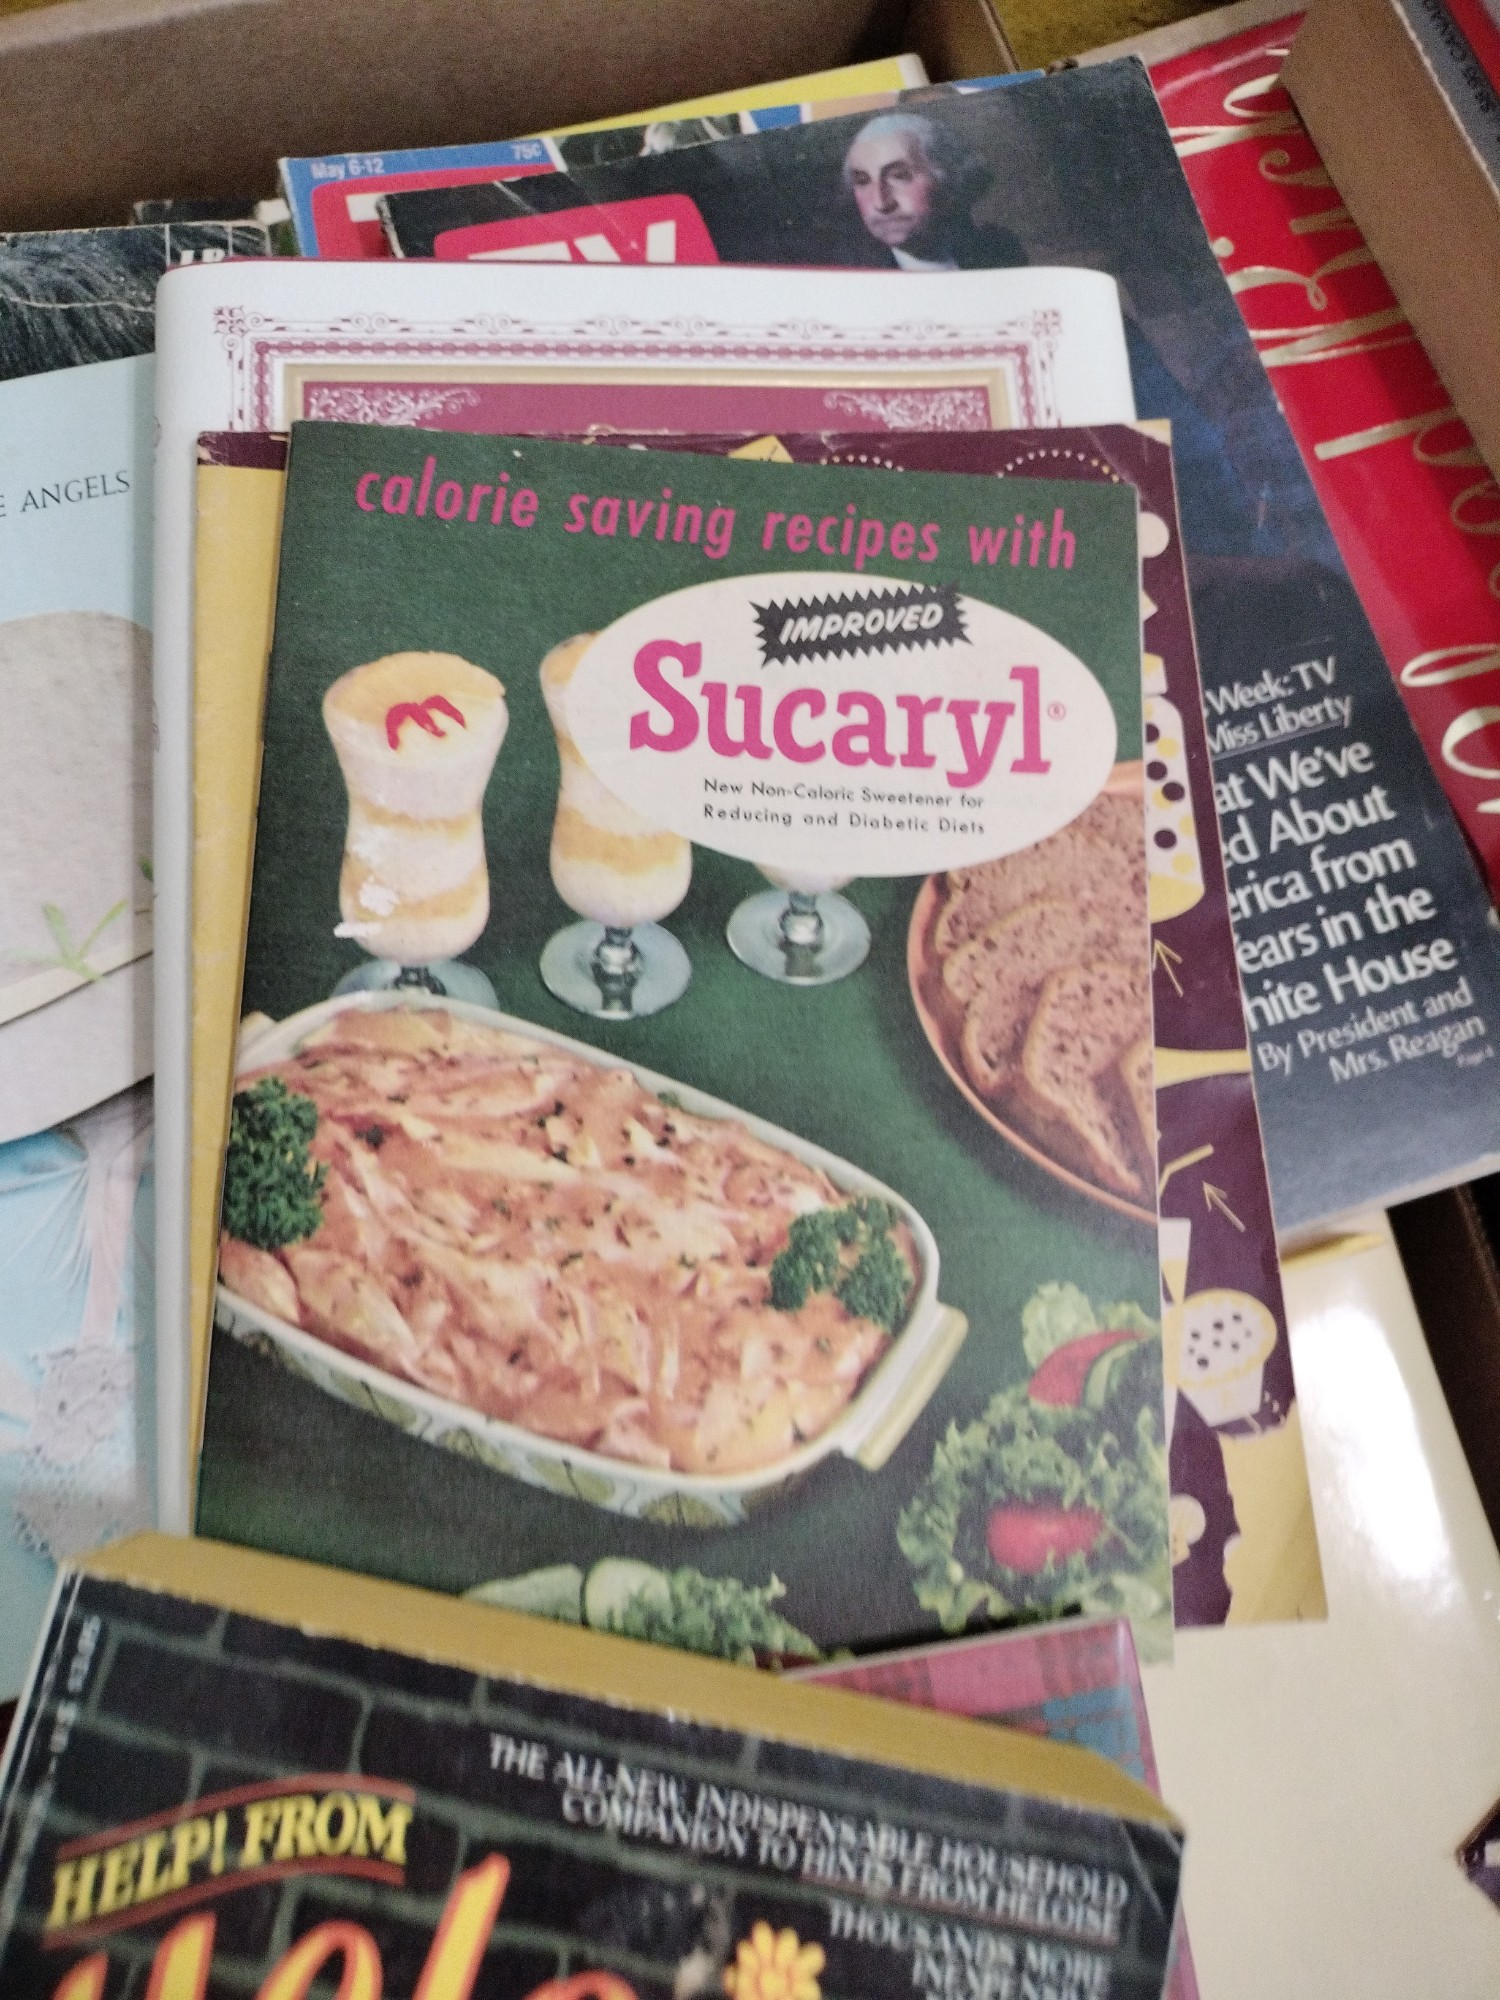 May 6-12
75¢
TV
E ANGELS
calorie saving recipes with
IMPROVED
Sucaryl®
New Non-Caloric Sweetener for
Reducing and Diabetic Diets
Week: TV
Miss Liberty
at We've
ed About
erica from
ears in the
hite House
By President and
Mrs. Reagan
THE ALL-NEW, INDISPENSABLE HOUSEHOLD
COMPANION TO HINTS FROM HELOISE
HELP! FROM
THOUSANDS MORE
INEXPENSIVE